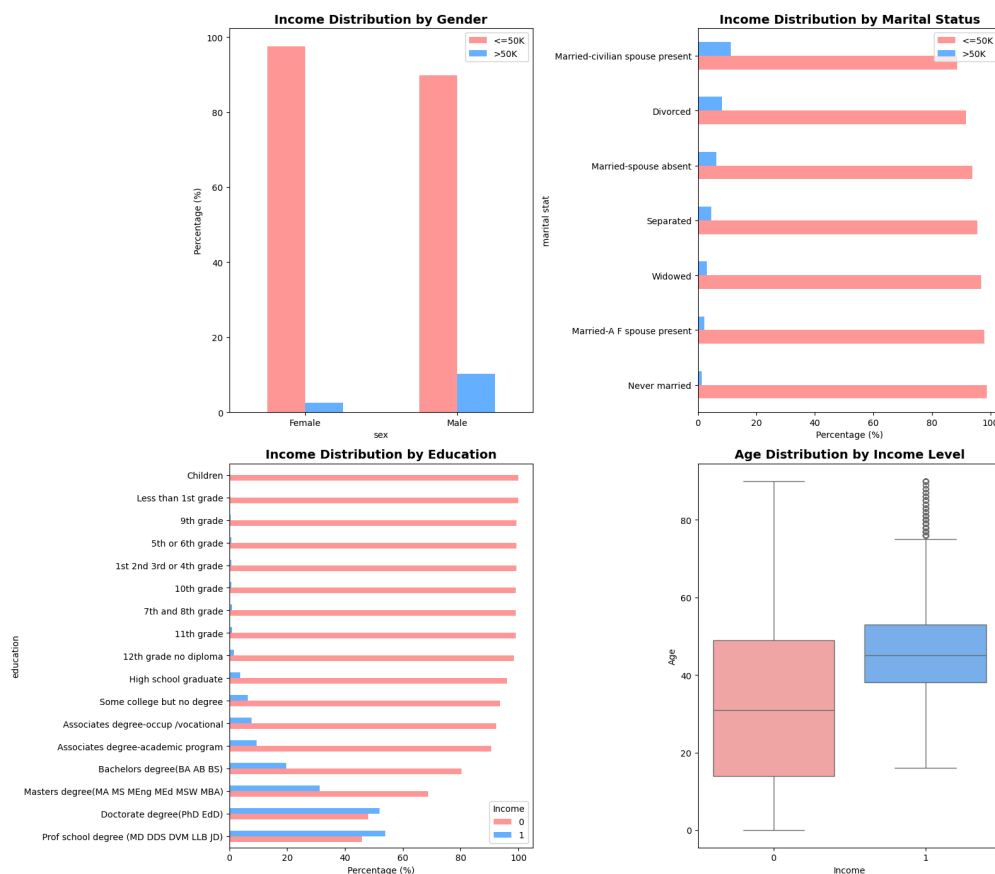 Income Distribution by Gender
<=50K
>50K
100
80
60
40
20
0
Percentage (%)
Female
Male
sex
Income Distribution by Marital Status
<=50K
>50K
Married-civilian spouse present
Divorced
Married-spouse absent
Separated
Widowed
Married-A F spouse present
Never married
marital stat
0 20 40 60 80 100
Percentage (%)
Income Distribution by Education
Children
Less than 1st grade
9th grade
5th or 6th grade
1st 2nd 3rd or 4th grade
10th grade
7th and 8th grade
11th grade
12th grade no diploma
High school graduate
Some college but no degree
Associates degree-occup /vocational
Associates degree-academic program
Bachelors degree(BA AB BS)
Masters degree(MA MS MEng MEd MSW MBA)
Doctorate degree(PhD EdD)
Prof school degree (MD DDS DVM LLB JD)
education
Income
0
1
0 20 40 60 80 100
Percentage (%)
Age Distribution by Income Level
80
60
40
20
0
Age
0 1
Income